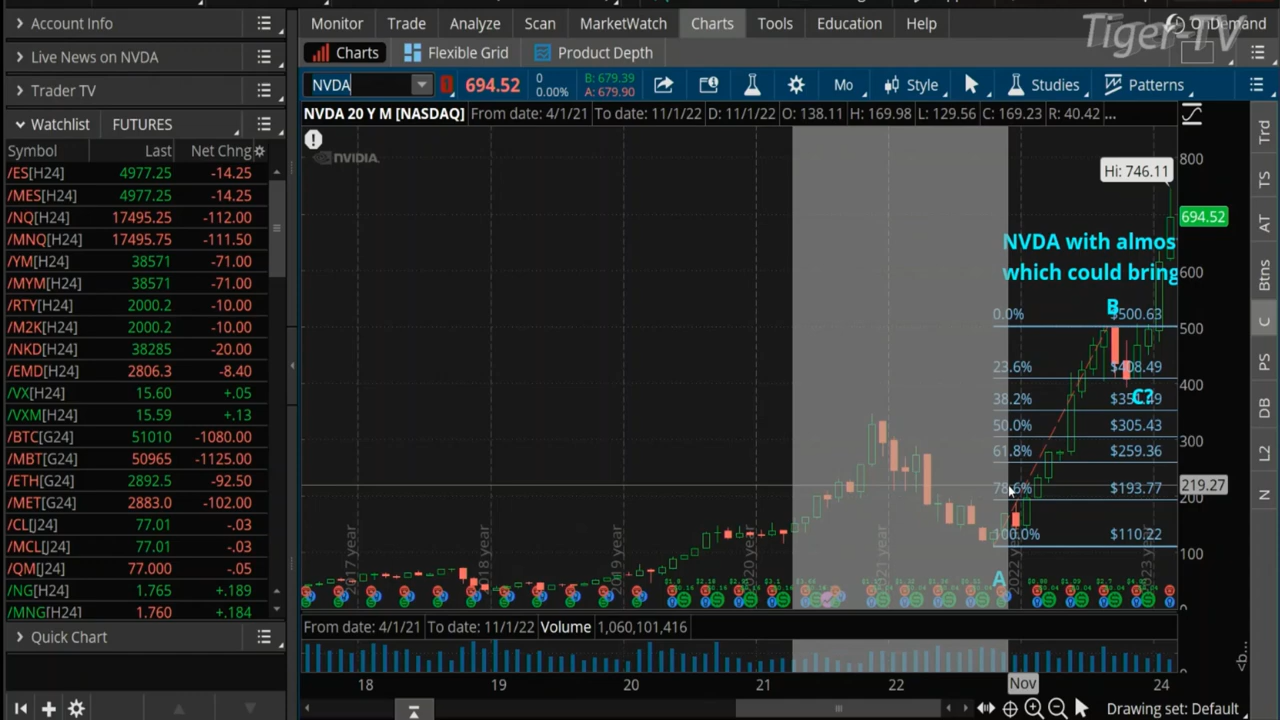 Account Info
Live News on NVDA
Trader TV
Watchlist FUTURES
Symbol Last Net Chng
/ES[H24] 4977.25 -14.25
/MES[H24] 4977.25 -14.25
/NQ[H24] 17495.25 -112.00
/MNQ[H24] 17495.75 -111.50
/YM[H24] 38571 -71.00
/MYM[H24] 38571 -71.00
/RTY[H24] 2000.2 -10.00
/M2K[H24] 2000.2 -10.00
/NKD[H24] 38285 -20.00
/EMD[H24] 2806.3 -8.40
/VX[H24] 15.60 +.05
/VXM[H24] 15.59 +.13
/BTC[G24] 51010 -1080.00
/MBT[G24] 50965 -1125.00
/ETH[G24] 2892.5 -92.50
/MET[G24] 2883.0 -102.00
/CL[J24] 77.01 -.03
/MCL[J24] 77.01 -.03
/QM[J24] 77.000 -.05
/NG[H24] 1.765 +.189
/MNG[H24] 1.760 +.184
Quick Chart
Monitor Trade Analyze Scan MarketWatch Charts Tools Education Help
Tiger-TV
Charts Flexible Grid Product Depth
NVDA 694.52 0 0.00% B: 679.39 A: 679.90 Mo Style Studies Patterns
NVDA 20 Y M [NASDAQ] From date: 4/1/21 To date: 11/1/22 D: 11/1/22 O: 138.11 H: 169.98 L: 129.56 C: 169.23 R: 40.42 ...
NVIDIA
Hi: 746.11
NVDA with almos
which could bring
B
0.0% $500.63
23.6% $408.49
38.2%
C?
50.0% $305.43
61.8% $259.36
78.6% $193.77
100.0% $110.22
A
800
694.52
600
500
400
300
219.27
200
100
0
2017 year 2018 year 2019 year 2020 year 2021 year 2022 year 2023 year
From date: 4/1/21 To date: 11/1/22 Volume 1,060,101,416
18 19 20 21 22 Nov 24
Drawing set: Default
Trd
TS
AT
Btns
C
PS
DB
L2
N